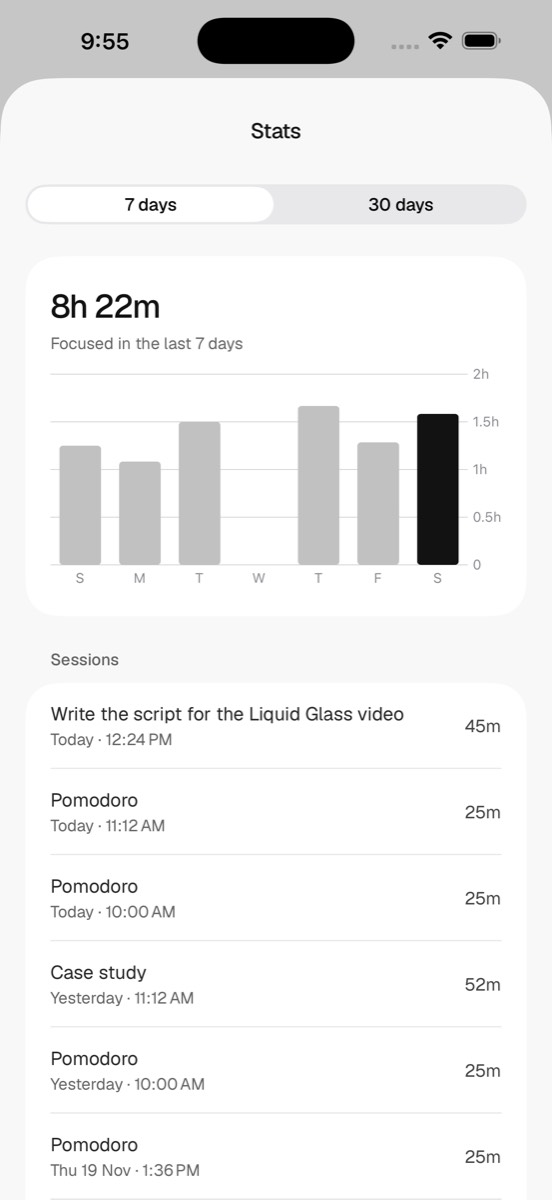 9:55
Stats
7 days
30 days
8h 22m
Focused in the last 7 days
2h
1.5h
1h
0.5h
0
S M T W T F S
Sessions
Write the script for the Liquid Glass video
Today · 12:24 PM
45m
Pomodoro
Today · 11:12 AM
25m
Pomodoro
Today · 10:00 AM
25m
Case study
Yesterday · 11:12 AM
52m
Pomodoro
Yesterday · 10:00 AM
25m
Pomodoro
Thu 19 Nov · 1:36 PM
25m